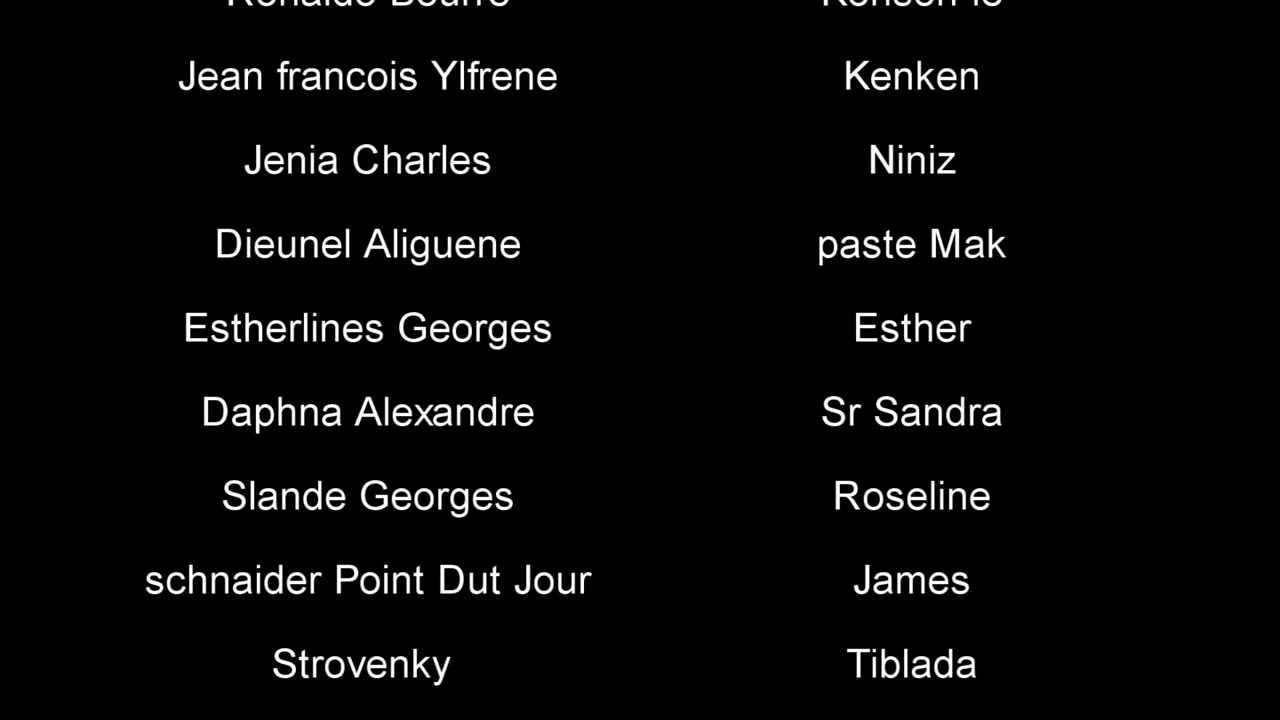 Jean francois Ylfrene Kenken
Jenia Charles Niniz
Dieunel Aliguene paste Mak
Estherlines Georges Esther
Daphna Alexandre Sr Sandra
Slande Georges Roseline
schnaider Point Dut Jour James
Strovenky Tiblada